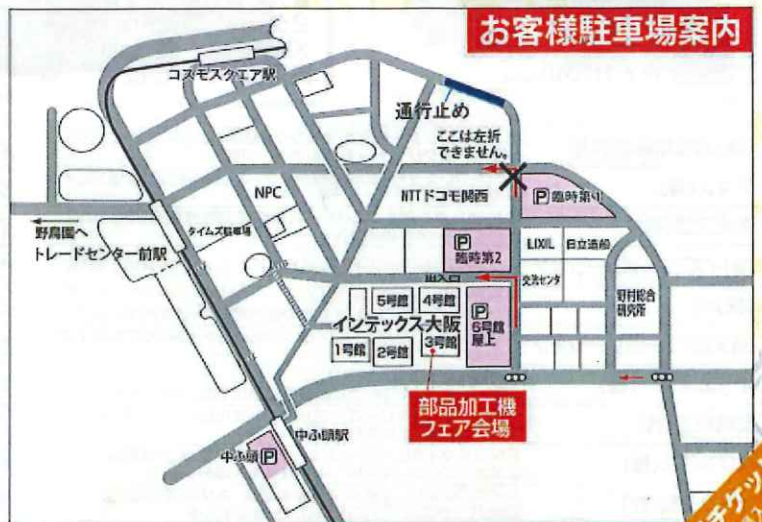 お客様駐車場案内
コスモスクエア駅
通行止め
ここは左折
できません。
NPC
NTTドコモ関西
P 臨時第1
野鳥園へ
トレードセンター前駅
タイムズ駐車場
P
臨時第2
LIXIL
日立造船
出入口
交流センタ
野村総合
研究所
5号館
4号館
P
6号館
屋上
インテックス大阪
1号館
2号館
3号館
部品加工機
フェア会場
中ふ頭駅
中ふ頭 P
チケット